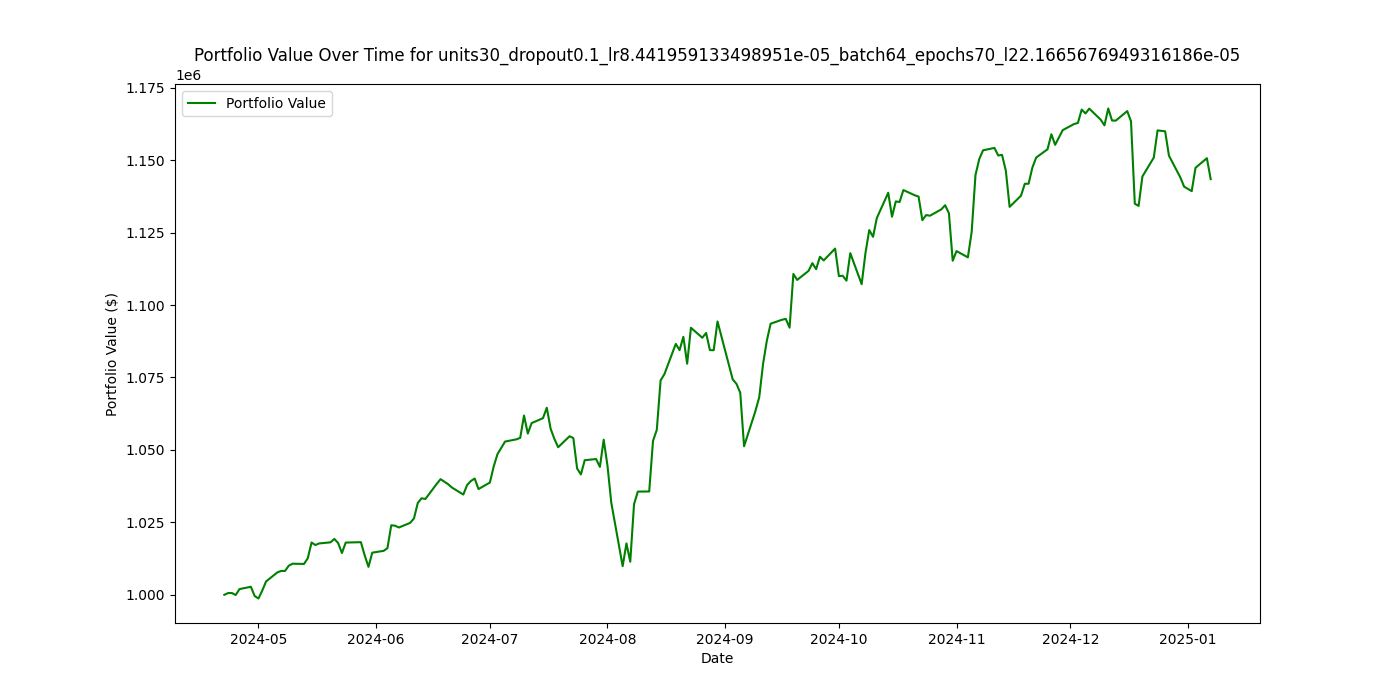 Portfolio Value Over Time for units30_dropout0.1_lr8.441959133498951e-05_batch64_epochs70_l22.1665676949316186e-05
1e6
Portfolio Value
1.175
1.150
1.125
1.100
1.075
1.050
1.025
1.000
Portfolio Value ($)
2024-05 2024-06 2024-07 2024-08 2024-09 2024-10 2024-11 2024-12 2025-01
Date